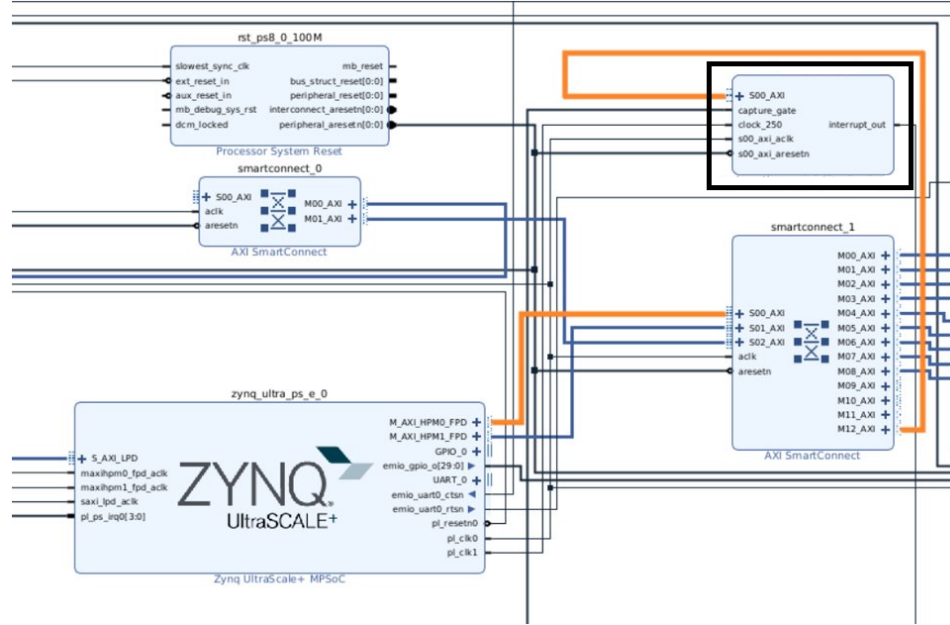 rst_ps8_0_100M
slowest_sync_clk
ext_reset_in
aux_reset_in
mb_debug_sys_rst
dcm_locked
mb_reset
bus_struct_reset[0:0]
peripheral_reset[0:0]
interconnect_aresetn[0:0]
peripheral_aresetn[0:0]
Processor System Reset
S00_AXI
capture_gate
clock_250
s00_axi_aclk
s00_axi_aresetn
interrupt_out
smartconnect_0
S00_AXI
aclk
aresetn
M00_AXI
M01_AXI
AXI SmartConnect
smartconnect_1
S00_AXI
S01_AXI
S02_AXI
aclk
aresetn
M00_AXI
M01_AXI
M02_AXI
M03_AXI
M04_AXI
M05_AXI
M06_AXI
M07_AXI
M08_AXI
M09_AXI
M10_AXI
M11_AXI
M12_AXI
AXI SmartConnect
zynq_ultra_ps_e_0
S_AXI_LPD
maxihpm0_fpd_aclk
maxihpm1_fpd_aclk
saxi_lpd_aclk
pl_ps_irq0[3:0]
ZYNQ
UltraSCALE+
M_AXI_HPM0_FPD
M_AXI_HPM1_FPD
GPIO_0
emio_gpio_o[29:0]
UART_0
emio_uart0_ctsn
emio_uart0_rtsn
pl_resetn0
pl_clk0
pl_clk1
Zynq UltraScale+ MPSoC